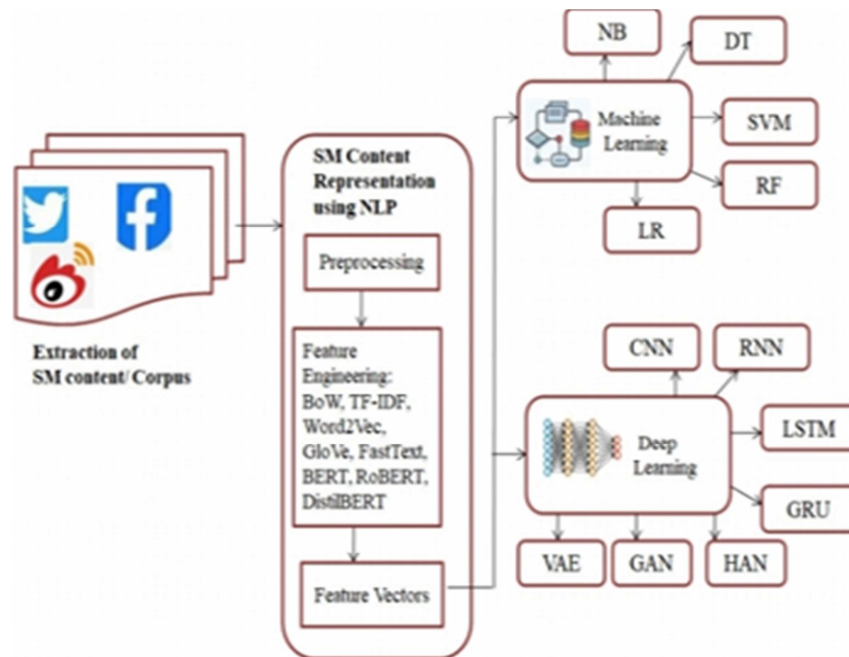 NB
DT
Machine
Learning
SVM
RF
LR
SM Content
Representation
using NLP
Preprocessing
Feature
Engineering:
BoW, TF-IDF,
Word2Vec,
GloVe, FastText,
BERT, RoBERT,
DistilBERT
Feature Vectors
Extraction of
SM content/ Corpus
CNN
RNN
Deep
Learning
LSTM
GRU
VAE
GAN
HAN